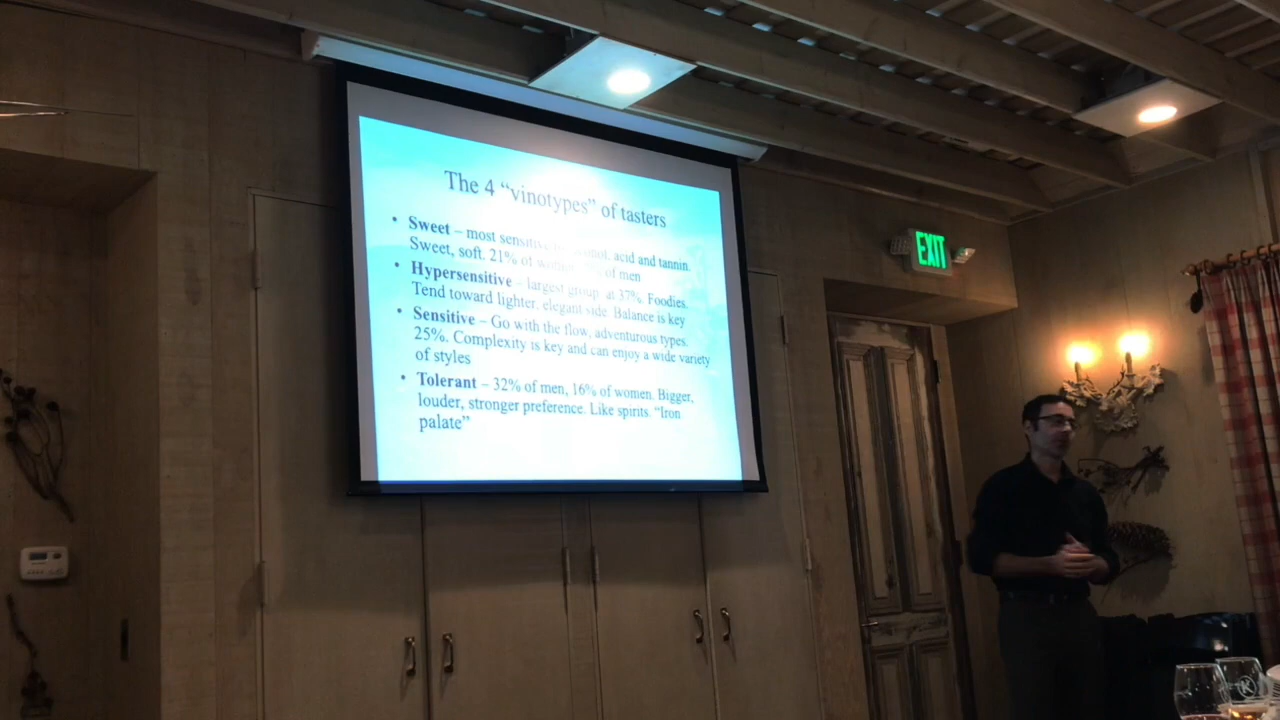 The 4 “vinotypes” of tasters
• Sweet – most sensitive acid and tannin.
Sweet, soft. 21% of of men
• Hypersensitive – largest group at 37%. Foodies.
Tend toward lighter, elegant side. Balance is key
• Sensitive – Go with the flow, adventurous types.
25%. Complexity is key and can enjoy a wide variety
of styles
• Tolerant – 32% of men, 16% of women. Bigger,
louder, stronger preference. Like spirits. “Iron
palate”
EXIT
K